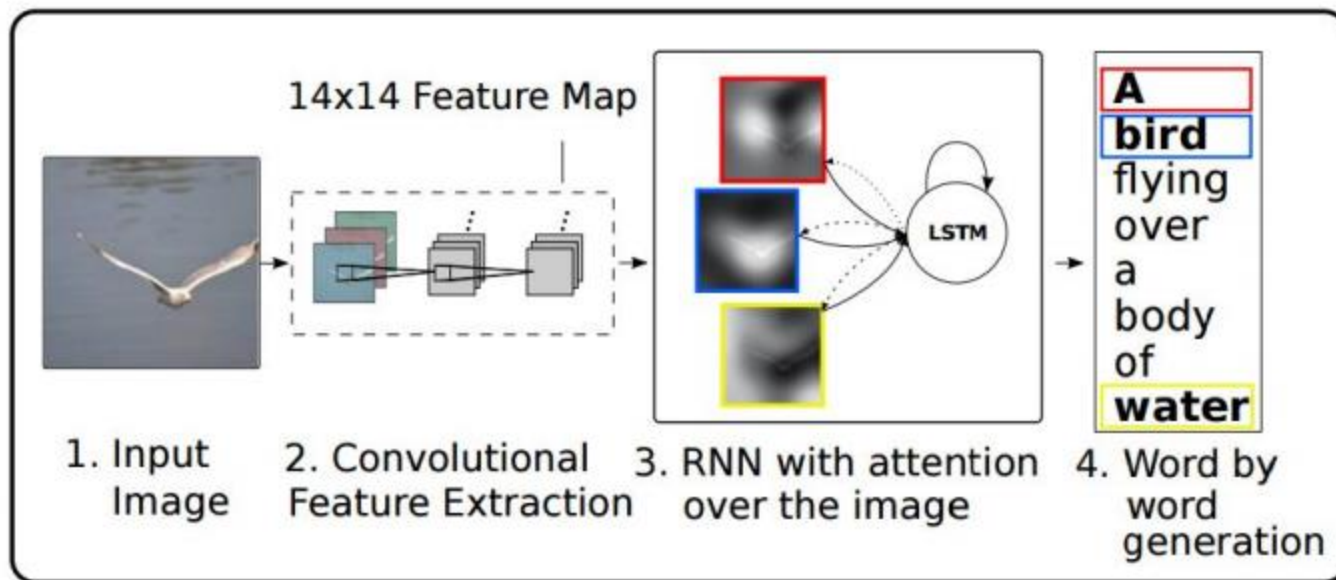 14x14 Feature Map
LSTM
A
bird
flying
over
a
body
of
water
1. Input
Image
2. Convolutional
Feature Extraction
3. RNN with attention
over the image
4. Word by
word
generation